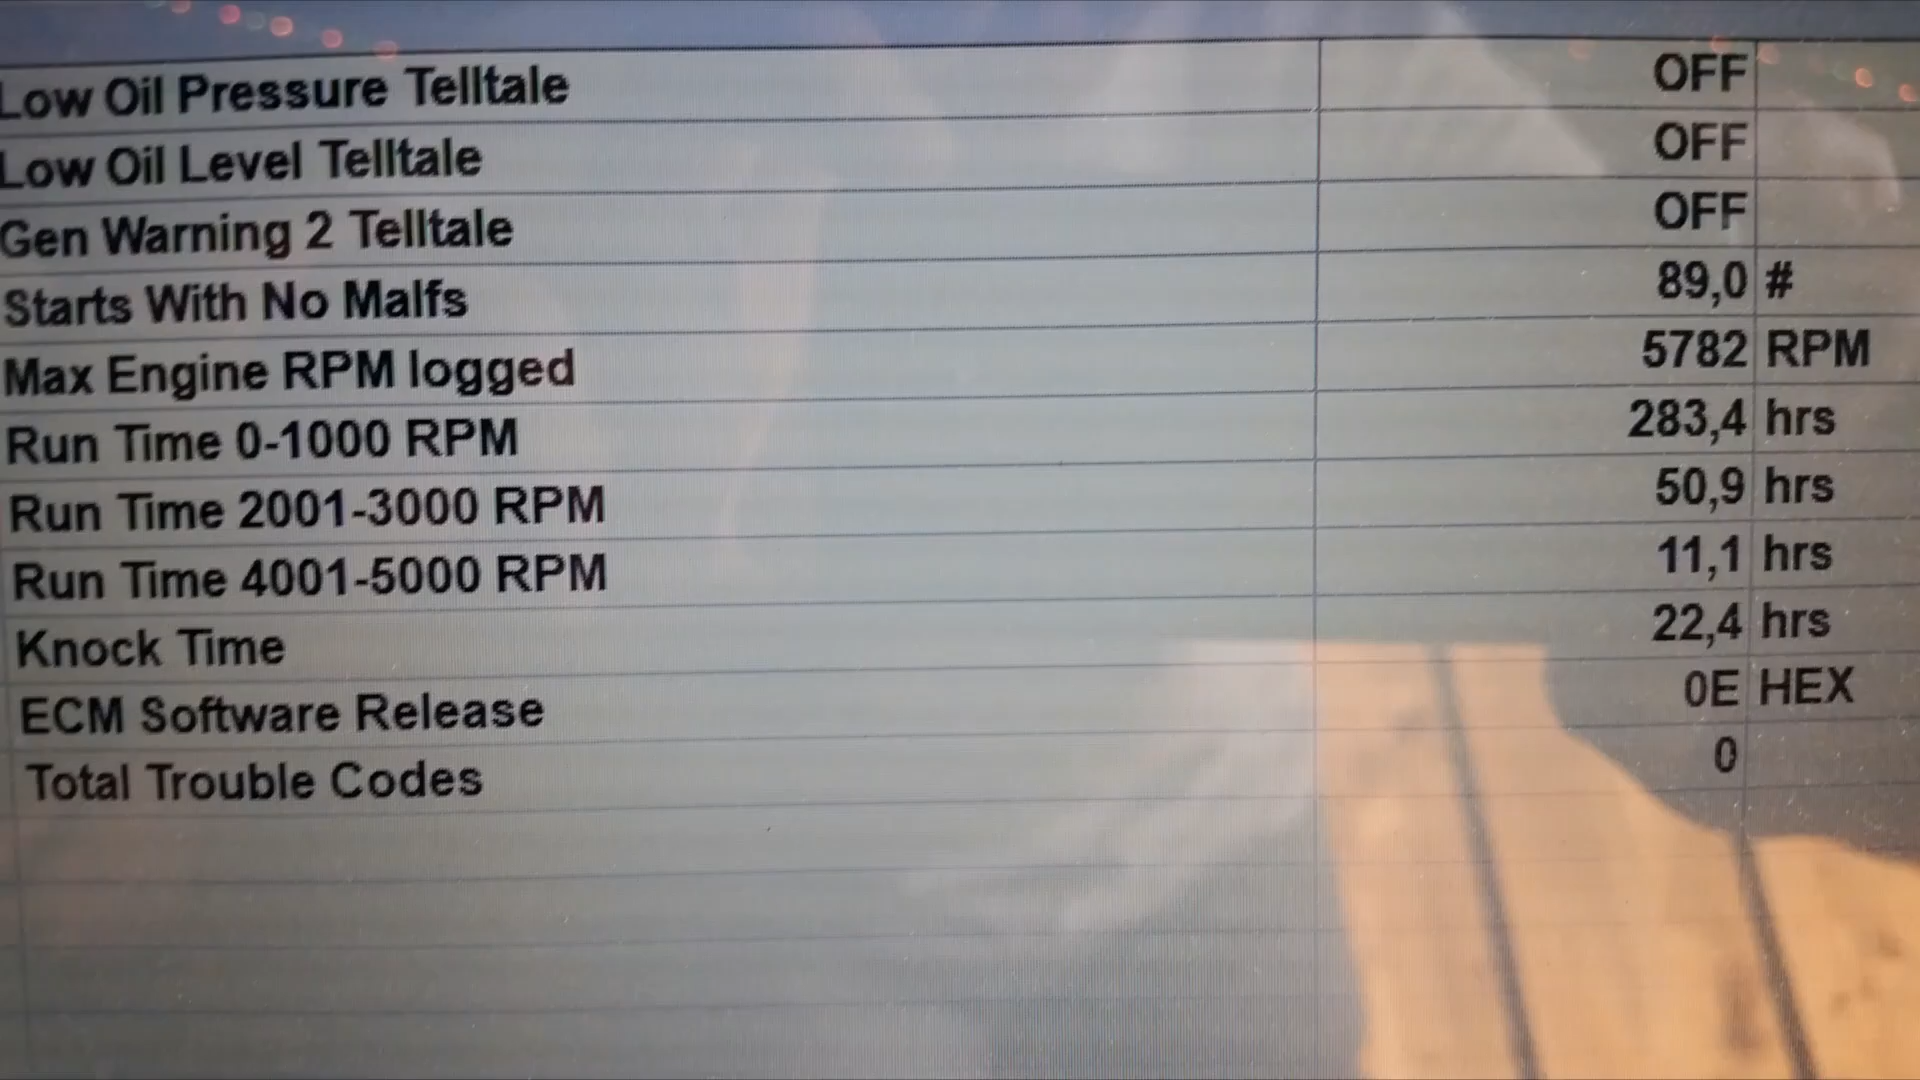 Low Oil Pressure Telltale OFF
Low Oil Level Telltale OFF
Gen Warning 2 Telltale OFF
Starts With No Malfs 89,0 #
Max Engine RPM logged 5782 RPM
Run Time 0-1000 RPM 283,4 hrs
Run Time 2001-3000 RPM 50,9 hrs
Run Time 4001-5000 RPM 11,1 hrs
Knock Time 22,4 hrs
ECM Software Release 0E HEX
Total Trouble Codes 0